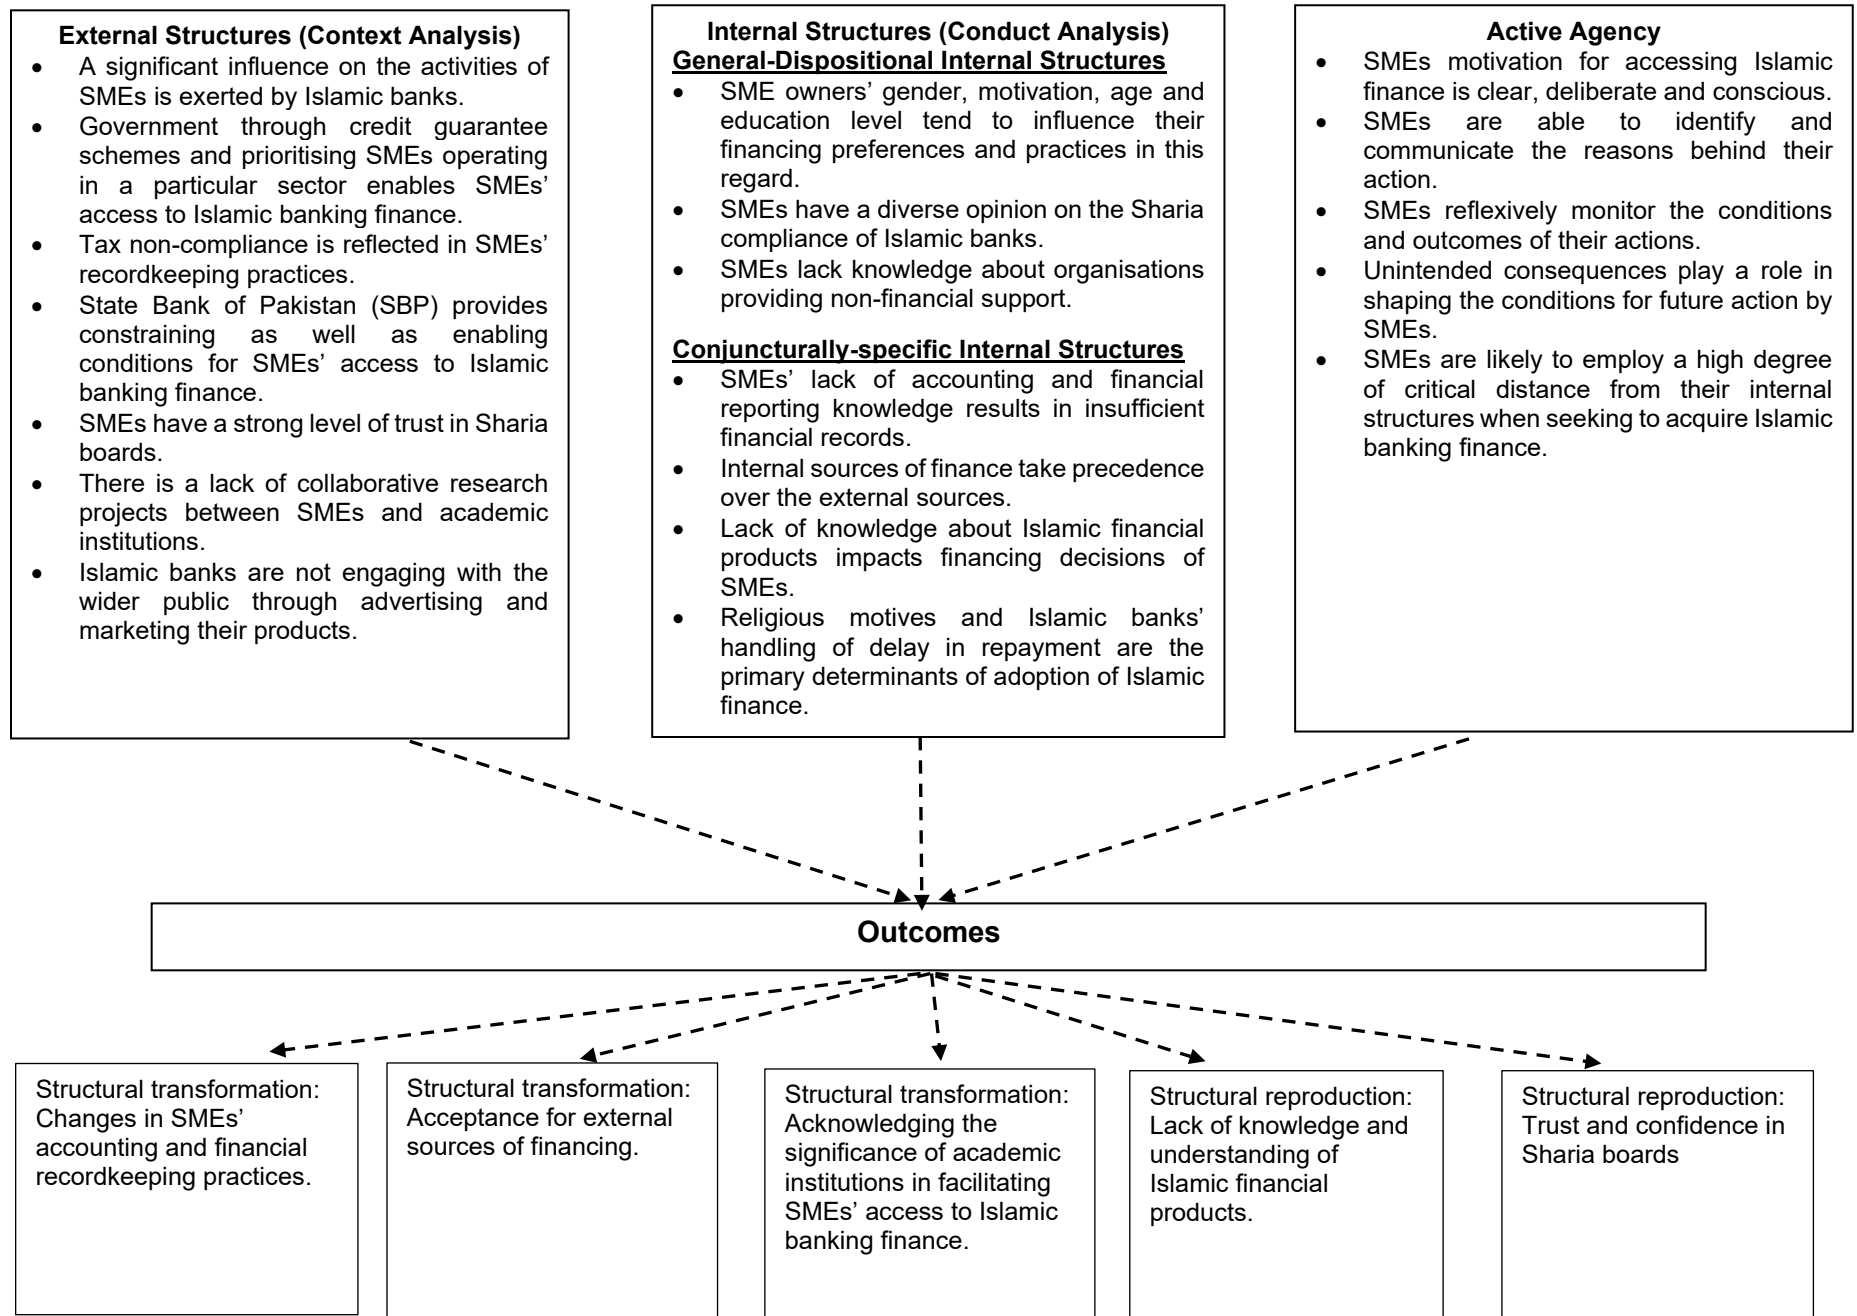 External Structures (Context Analysis)
• A significant influence on the activities of
SMEs is exerted by Islamic banks.
• Government through credit guarantee
schemes and prioritising SMEs operating
in a particular sector enables SMEs’
access to Islamic banking finance.
• Tax non-compliance is reflected in SMEs’
recordkeeping practices.
• State Bank of Pakistan (SBP) provides
constraining as well as enabling
conditions for SMEs’ access to Islamic
banking finance.
• SMEs have a strong level of trust in Sharia
boards.
• There is a lack of collaborative research
projects between SMEs and academic
institutions.
• Islamic banks are not engaging with the
wider public through advertising and
marketing their products.
Internal Structures (Conduct Analysis)
General-Dispositional Internal Structures
• SME owners’ gender, motivation, age and
education level tend to influence their
financing preferences and practices in this
regard.
• SMEs have a diverse opinion on the Sharia
compliance of Islamic banks.
• SMEs lack knowledge about organisations
providing non-financial support.
Conjuncturally-specific Internal Structures
• SMEs’ lack of accounting and financial
reporting knowledge results in insufficient
financial records.
• Internal sources of finance take precedence
over the external sources.
• Lack of knowledge about Islamic financial
products impacts financing decisions of
SMEs.
• Religious motives and Islamic banks’
handling of delay in repayment are the
primary determinants of adoption of Islamic
finance.
Active Agency
• SMEs motivation for accessing Islamic
finance is clear, deliberate and conscious.
• SMEs are able to identify and
communicate the reasons behind their
action.
• SMEs reflexively monitor the conditions
and outcomes of their actions.
• Unintended consequences play a role in
shaping the conditions for future action by
SMEs.
• SMEs are likely to employ a high degree
of critical distance from their internal
structures when seeking to acquire Islamic
banking finance.
Outcomes
Structural transformation:
Changes in SMEs’
accounting and financial
recordkeeping practices.
Structural transformation:
Acceptance for external
sources of financing.
Structural transformation:
Acknowledging the
significance of academic
institutions in facilitating
SMEs’ access to Islamic
banking finance.
Structural reproduction:
Lack of knowledge and
understanding of
Islamic financial
products.
Structural reproduction:
Trust and confidence in
Sharia boards